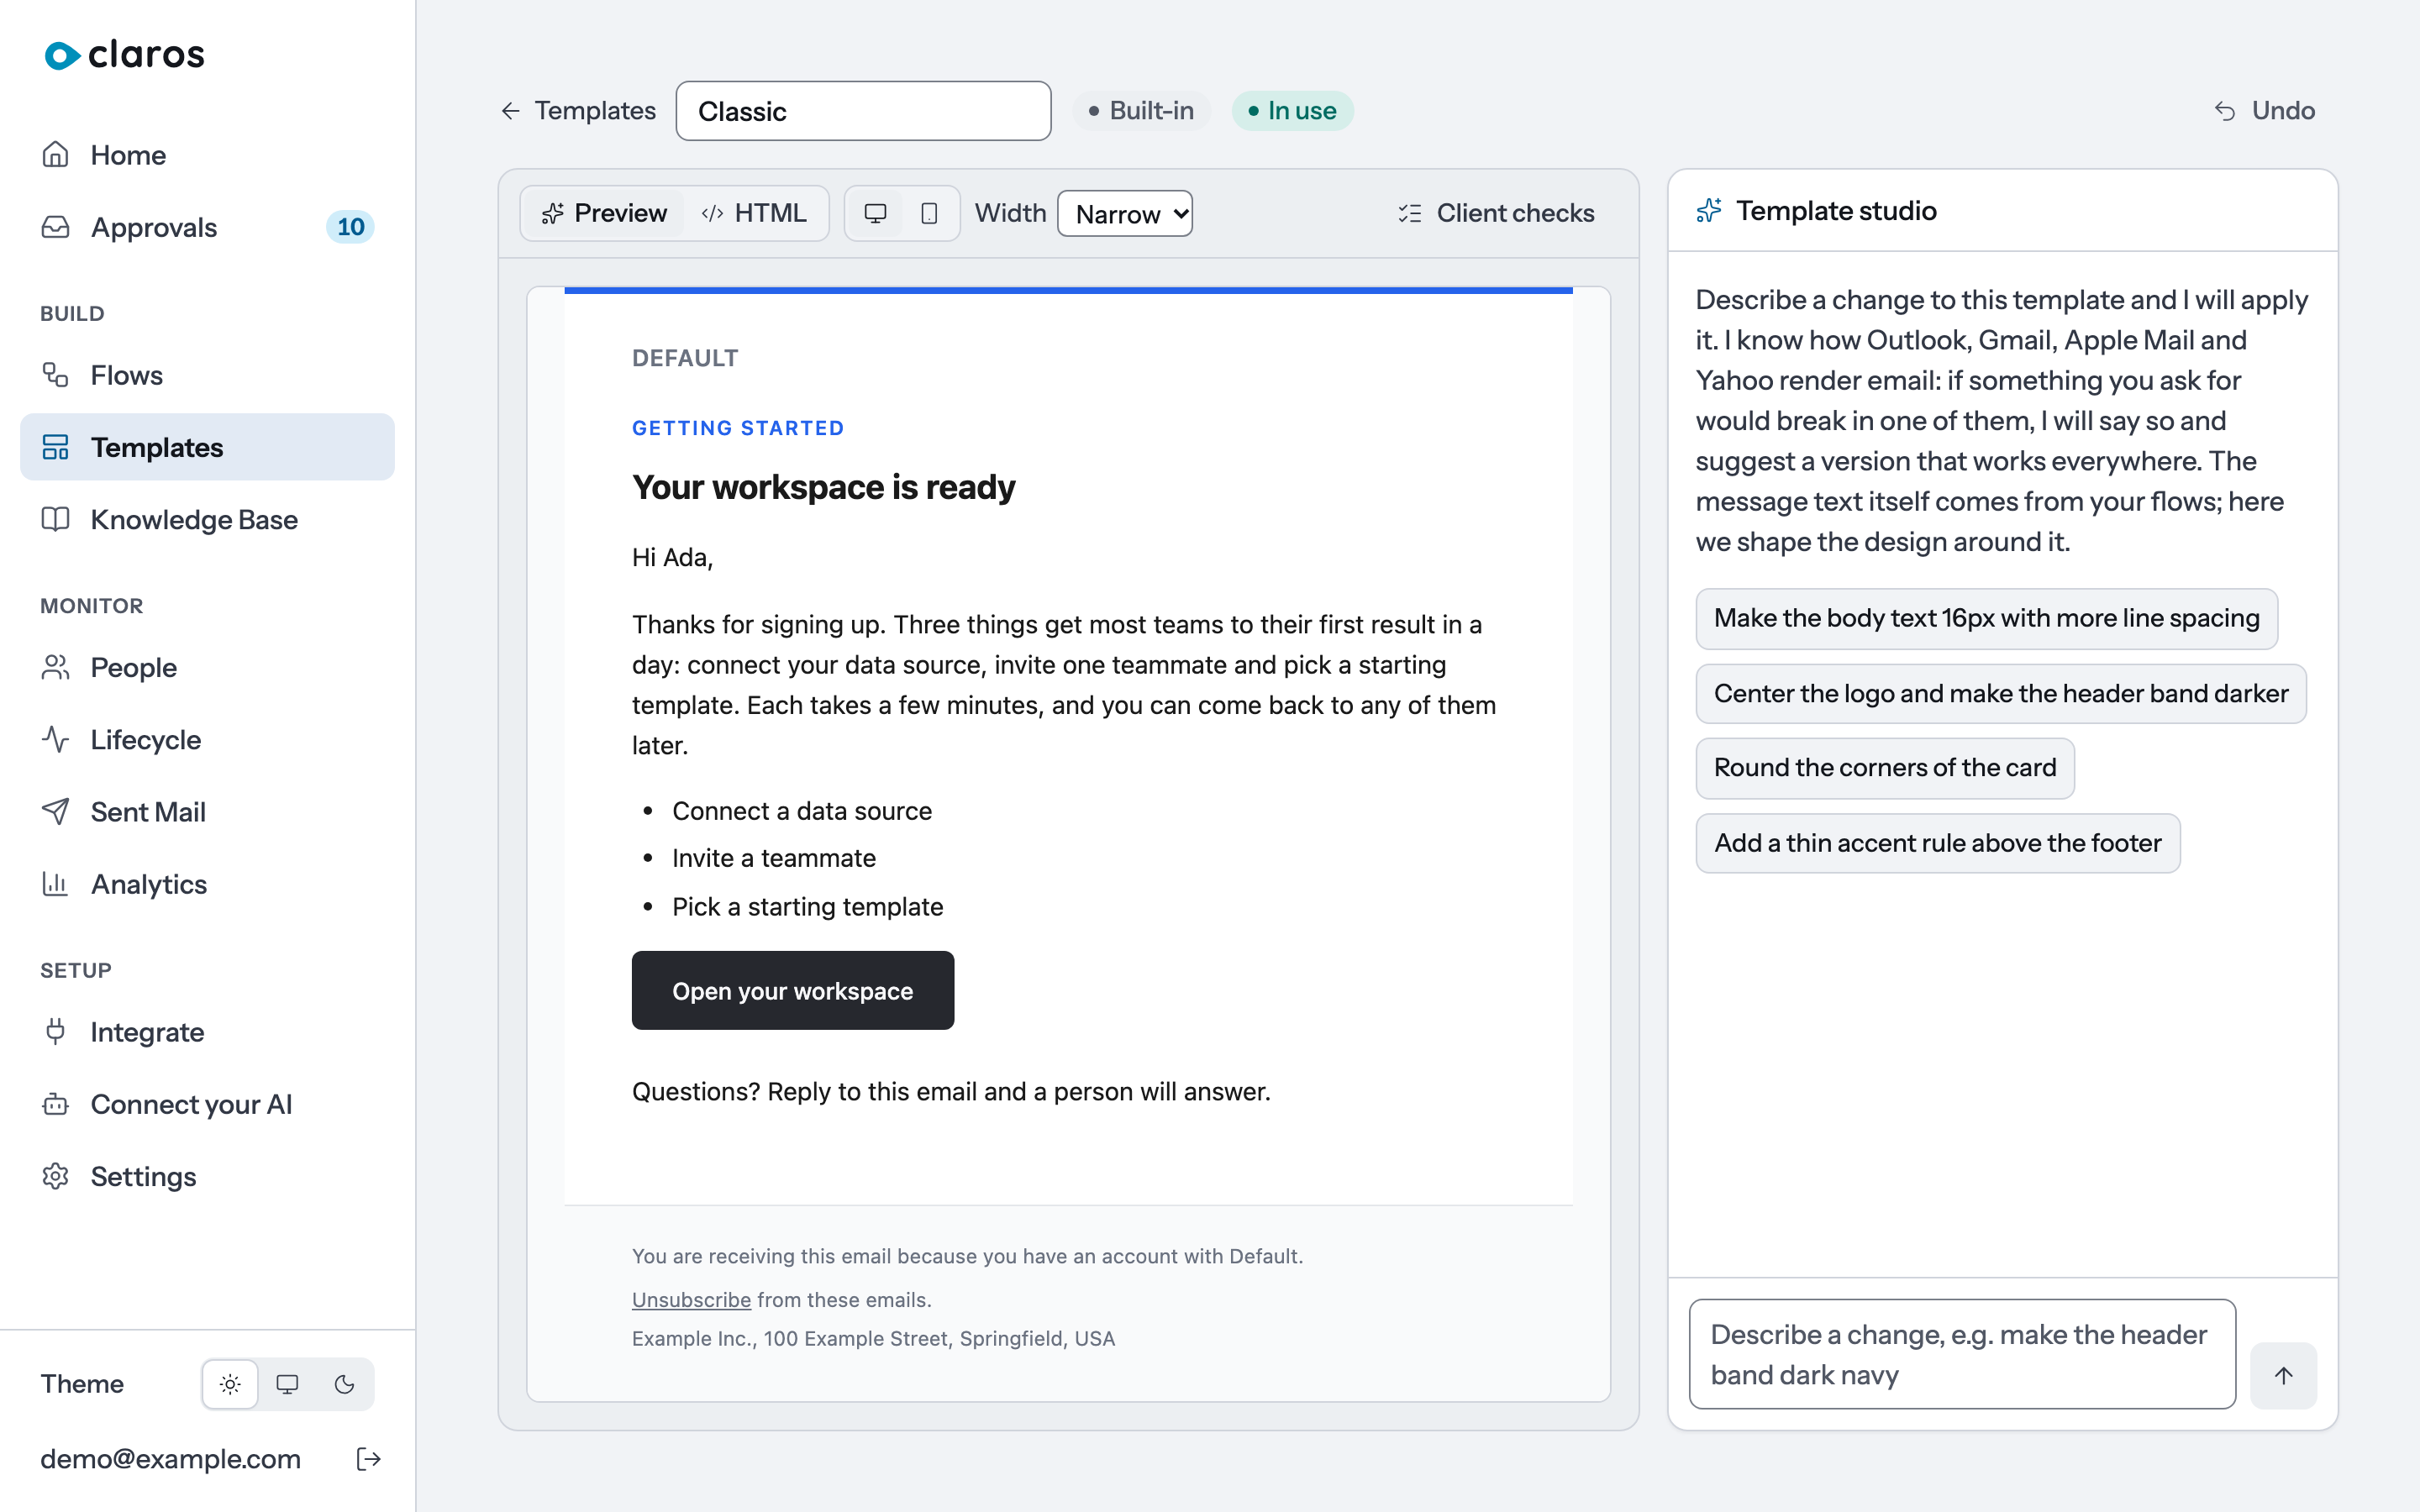 claros
Home
Approvals 10
BUILD
Flows
Templates
Knowledge Base
MONITOR
People
Lifecycle
Sent Mail
Analytics
SETUP
Integrate
Connect your AI
Settings
Theme
demo@example.com
Templates Classic Built-in In use Undo
Preview HTML Width Narrow Client checks
DEFAULT
GETTING STARTED
Your workspace is ready
Hi Ada,
Thanks for signing up. Three things get most teams to their first result in a
day: connect your data source, invite one teammate and pick a starting
template. Each takes a few minutes, and you can come back to any of them
later.
• Connect a data source
• Invite a teammate
• Pick a starting template
Open your workspace
Questions? Reply to this email and a person will answer.
You are receiving this email because you have an account with Default.
Unsubscribe from these emails.
Example Inc., 100 Example Street, Springfield, USA
Template studio
Describe a change to this template and I will apply
it. I know how Outlook, Gmail, Apple Mail and
Yahoo render email: if something you ask for
would break in one of them, I will say so and
suggest a version that works everywhere. The
message text itself comes from your flows; here
we shape the design around it.
Make the body text 16px with more line spacing
Center the logo and make the header band darker
Round the corners of the card
Add a thin accent rule above the footer
Describe a change, e.g. make the header
band dark navy